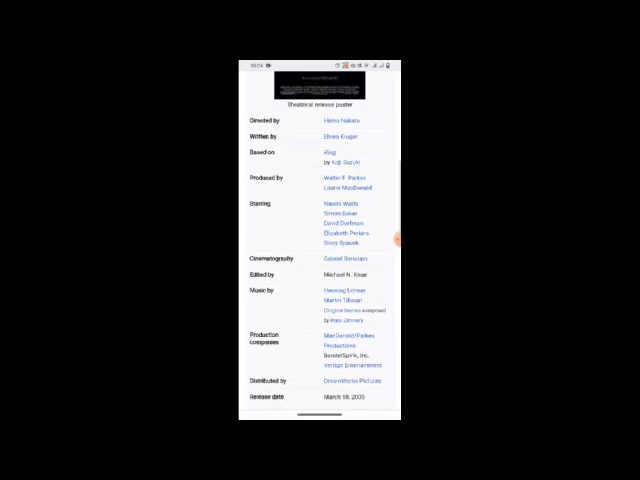 Theatrical release poster
Directed by Hideo Nakata
Written by Ehren Kruger
Based on Ring
by Koji Suzuki
Produced by Walter F. Parkes
Laurie MacDonald
Starring Naomi Watts
Simon Baker
David Dorfman
Elizabeth Perkins
Sissy Spacek
Cinematography Gabriel Beristain
Edited by Michael N. Knue
Music by Henning Lohner
Martin Tillman
(Original themes composed
by Hans Zimmer)
Production MacDonald/Parkes
companies Productions
BenderSpink, Inc.
Vertigo Entertainment
Distributed by DreamWorks Pictures
Release date March 18, 2005